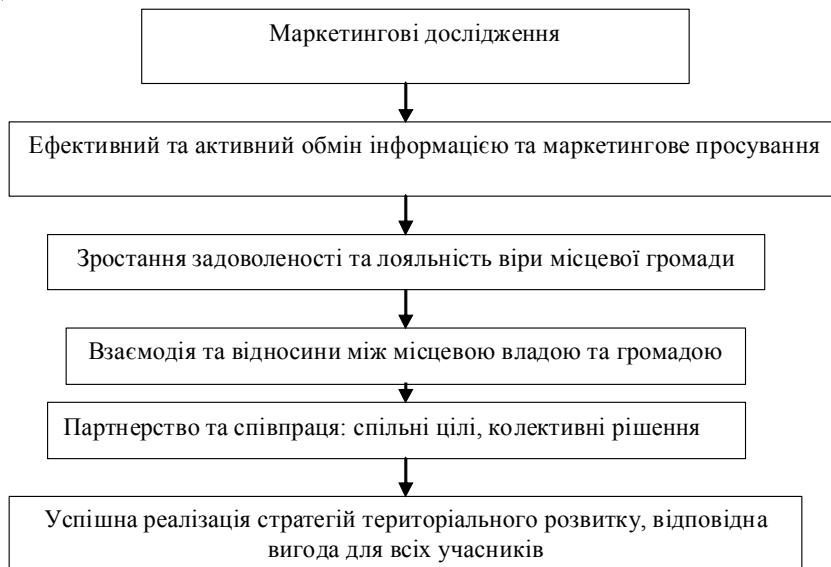 Маркетингові дослідження
Ефективний та активний обмін інформацією та маркетингове просування
Зростання задоволеності та лояльність віри місцевої громади
Взаємодія та відносини між місцевою владою та громадою
Партнерство та співпраця: спільні цілі, колективні рішення
Успішна реалізація стратегій територіального розвитку, відповідна
вигода для всіх учасників